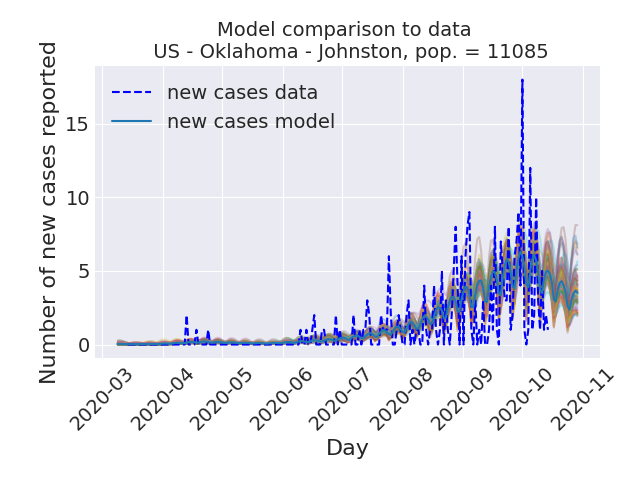 Model comparison to data
US - Oklahoma - Johnston, pop. = 11085
new cases data
new cases model
Number of new cases reported
15
10
5
0
2020-03
2020-04
2020-05
2020-06
2020-07
2020-08
2020-09
2020-10
2020-11
Day